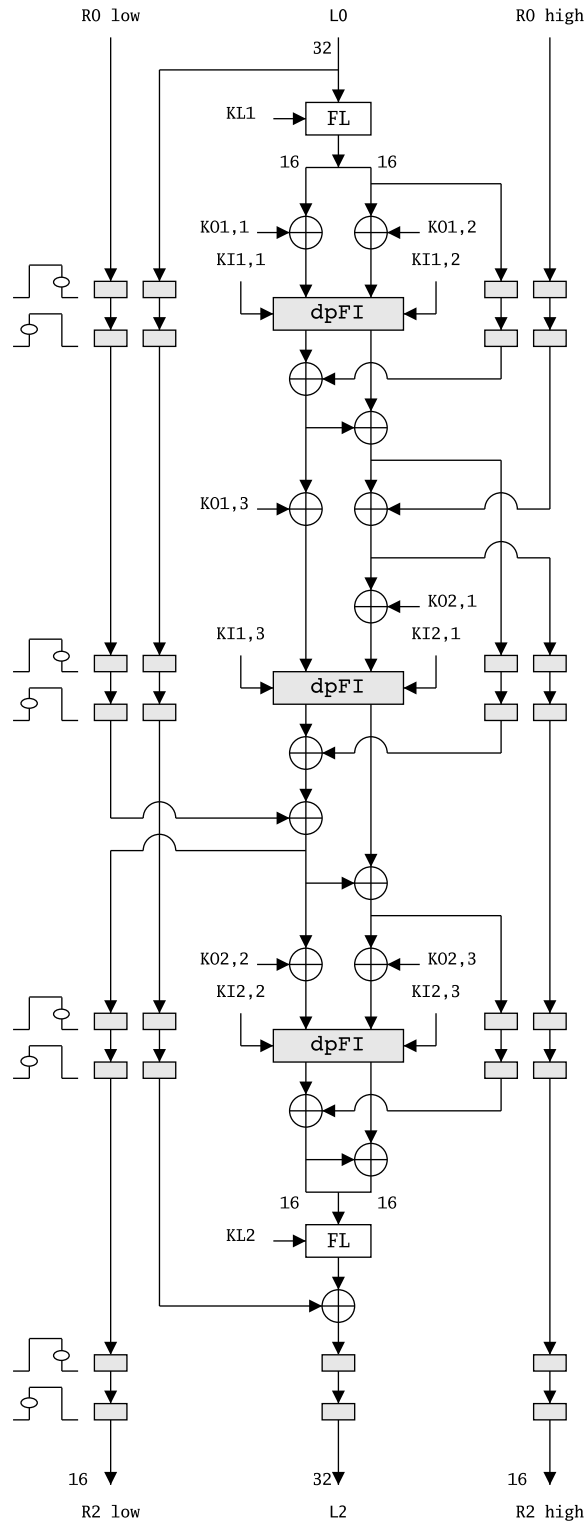 R0 low L0 R0 high
32
KL1 FL
16 16
KO1,1 KO1,2
KI1,1 KI1,2
dpFI
KO1,3
KO2,1
KI1,3 KI2,1
dpFI
KO2,2 KO2,3
KI2,2 KI2,3
dpFI
16 16
KL2 FL
16 32 16
R2 low L2 R2 high